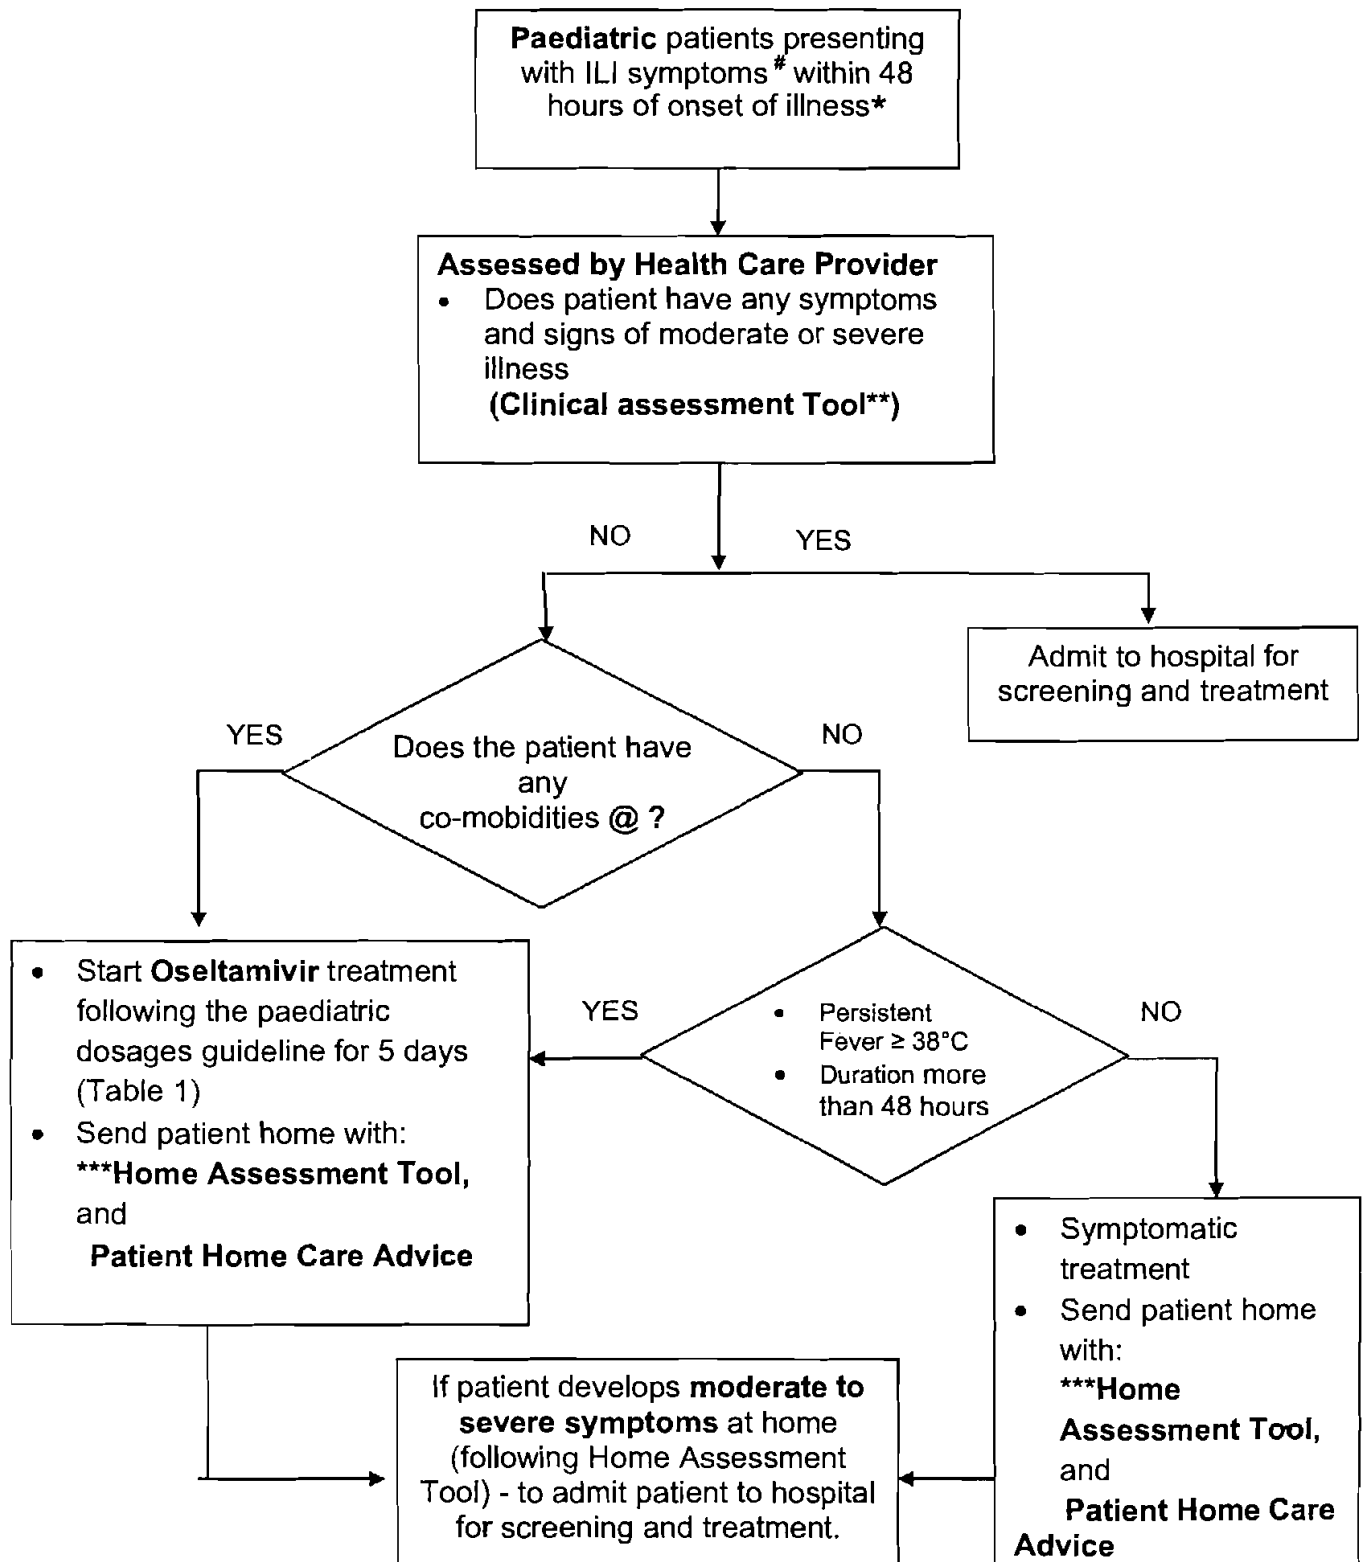 Paediatric patients presenting
with ILI symptoms # within 48
hours of onset of illness*
Assessed by Health Care Provider
• Does patient have any symptoms
and signs of moderate or severe
illness
(Clinical assessment Tool**)
NO
YES
Admit to hospital for
screening and treatment
YES
Does the patient have
any
co-mobidities @ ?
NO
• Start Oseltamivir treatment
following the paediatric
dosages guideline for 5 days
(Table 1)
• Send patient home with:
***Home Assessment Tool,
and
Patient Home Care Advice
YES
• Persistent
Fever ≥ 38°C
• Duration more
than 48 hours
NO
• Symptomatic
treatment
• Send patient home
with:
***Home
Assessment Tool,
and
Patient Home Care
Advice
If patient develops moderate to
severe symptoms at home
(following Home Assessment
Tool) - to admit patient to hospital
for screening and treatment.